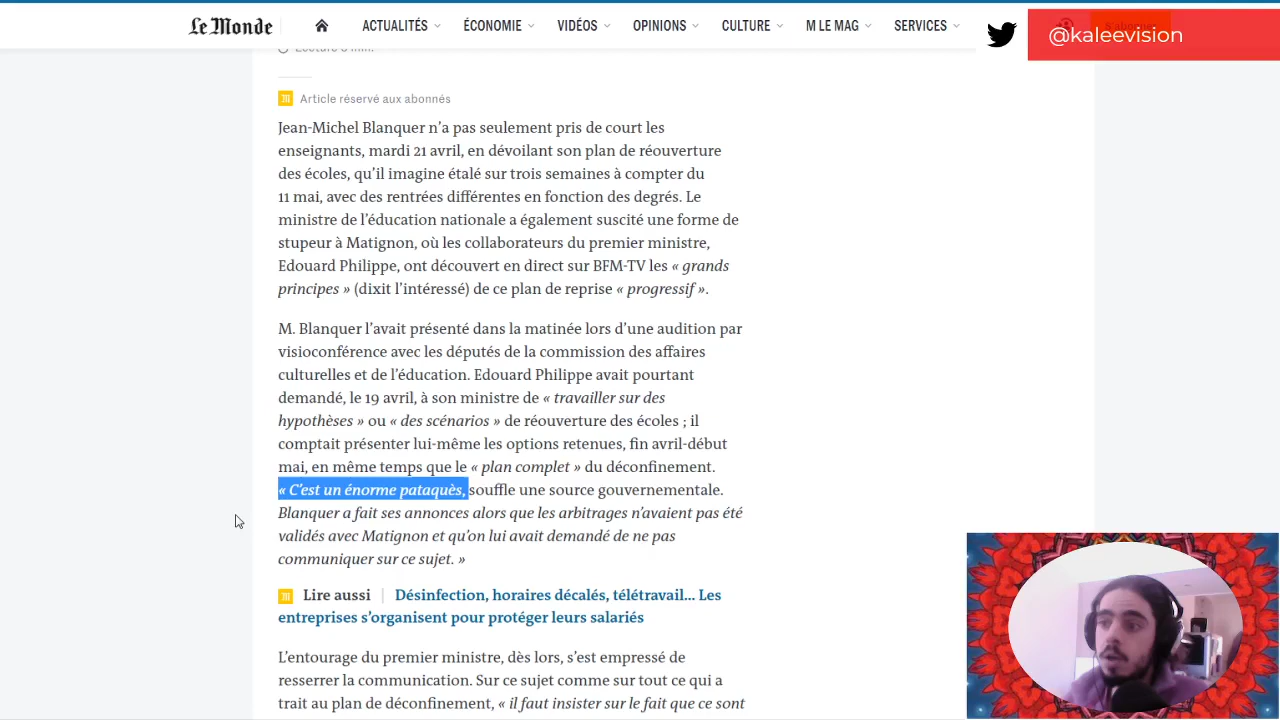 Le Monde
ACTUALITÉS
ÉCONOMIE
VIDÉOS
OPINIONS
CULTURE
M LE MAG
SERVICES
S'abonner
@kaleevision
Lecture 3 min.
Article réservé aux abonnés
Jean-Michel Blanquer n’a pas seulement pris de court les
enseignants, mardi 21 avril, en dévoilant son plan de réouverture
des écoles, qu’il imagine étalé sur trois semaines à compter du
11 mai, avec des rentrées différentes en fonction des degrés. Le
ministre de l’éducation nationale a également suscité une forme de
stupeur à Matignon, où les collaborateurs du premier ministre,
Edouard Philippe, ont découvert en direct sur BFM-TV les « grands
principes » (dixit l’intéressé) de ce plan de reprise « progressif ».
M. Blanquer l’avait présenté dans la matinée lors d’une audition par
visioconférence avec les députés de la commission des affaires
culturelles et de l’éducation. Edouard Philippe avait pourtant
demandé, le 19 avril, à son ministre de « travailler sur des
hypothèses » ou « des scénarios » de réouverture des écoles ; il
comptait présenter lui-même les options retenues, fin avril-début
mai, en même temps que le « plan complet » du déconfinement.
« C’est un énorme pataquès, souffle une source gouvernementale.
Blanquer a fait ses annonces alors que les arbitrages n’avaient pas été
validés avec Matignon et qu’on lui avait demandé de ne pas
communiquer sur ce sujet. »
Lire aussi | Désinfection, horaires décalés, télétravail… Les
entreprises s’organisent pour protéger leurs salariés
L’entourage du premier ministre, dès lors, s’est empressé de
resserrer la communication. Sur ce sujet comme sur tout ce qui a
trait au plan de déconfinement, « il faut insister sur le fait que ce sont